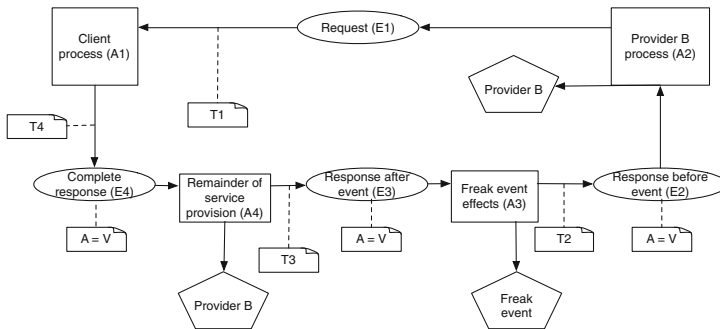 Client
process (A1)
Request (E1)
Provider B
process (A2)
Provider B
T1
T4
Complete
response (E4)
Remainder of
service
provision (A4)
Response after
event (E3)
Freak event
effects (A3)
Response before
event (E2)
A = V
T3
A = V
T2
A = V
Provider B
Freak
event